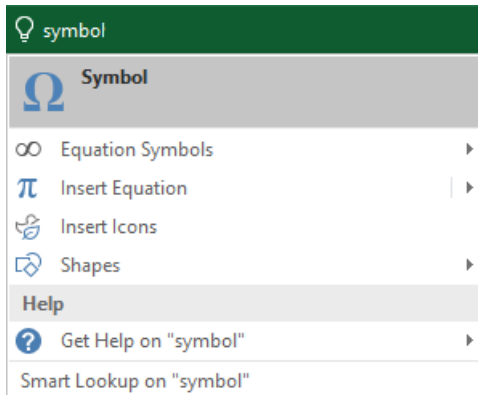 symbol
Ω Symbol
∞ Equation Symbols
π Insert Equation
Insert Icons
Shapes
Help
? Get Help on "symbol"
Smart Lookup on "symbol"